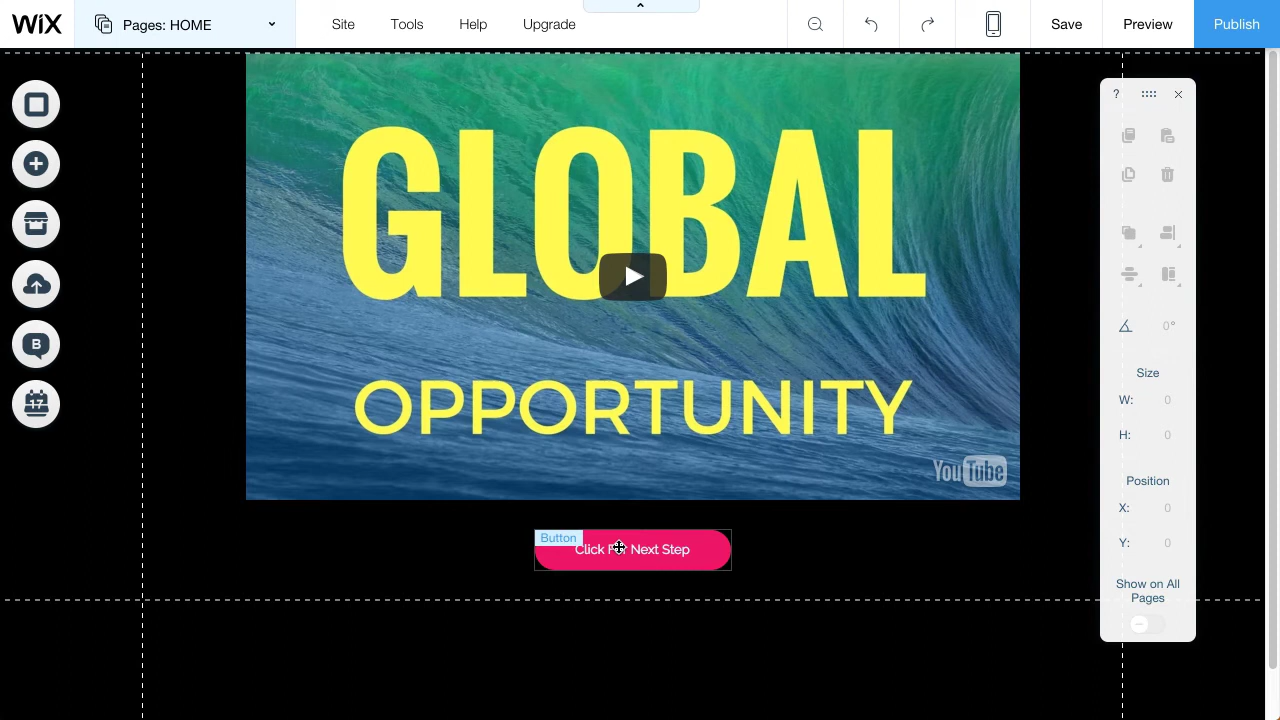 WiX
Pages: HOME
Site
Tools
Help
Upgrade
Save
Preview
Publish
?
GLOBAL
OPPORTUNITY
YouTube
B
17
0°
Size
W: 0
H: 0
Position
X: 0
Y: 0
Show on All
Pages
Button
Click For Next Step